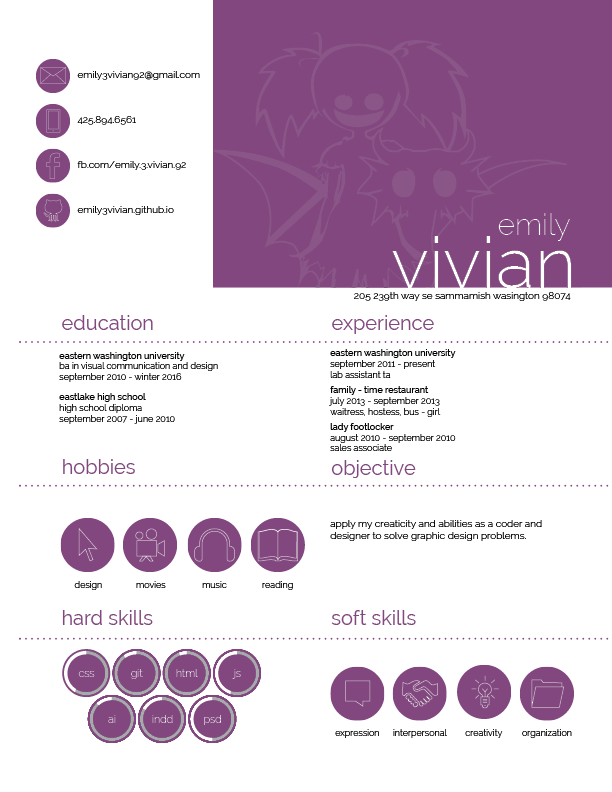 emily3vivian92@gmail.com
425.894.6561
fb.com/emily.3.vivian.92
emily3vivian.github.io
emily
vivian
205 239th way se sammamish wasington 98074
education
eastern washington university
ba in visual communication and design
september 2010 - winter 2016
eastlake high school
high school diploma
september 2007 - june 2010
experience
eastern washington university
september 2011 - present
lab assistant ta
family - time restaurant
july 2013 - september 2013
waitress, hostess, bus - girl
lady footlocker
august 2010 - september 2010
sales associate
hobbies
design movies music reading
objective
apply my creaticity and abilities as a coder and
designer to solve graphic design problems.
hard skills
css git html js
ai indd psd
soft skills
expression interpersonal creativity organization